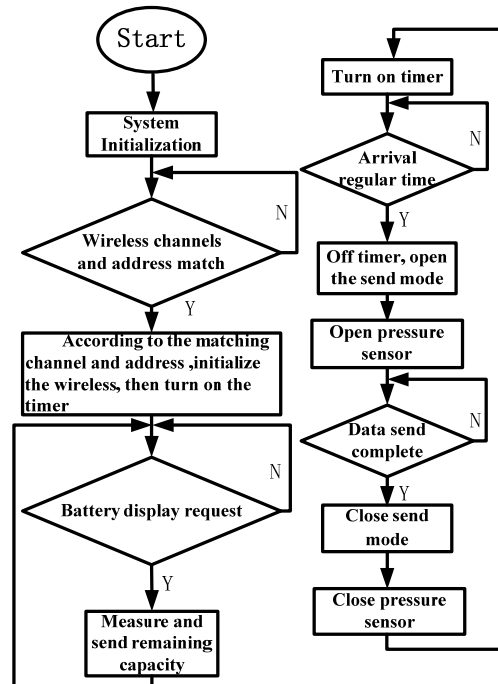 Start
System
Initialization
N
Wireless channels
and address match
Y
According to the matching
channel and address ,initialize
the wireless, then turn on the
timer
N
Battery display request
Y
Measure and
send remaining
capacity
Turn on timer
N
Arrival
regular time
Y
Off timer, open
the send mode
Open pressure
sensor
N
Data send
complete
Y
Close send
mode
Close pressure
sensor